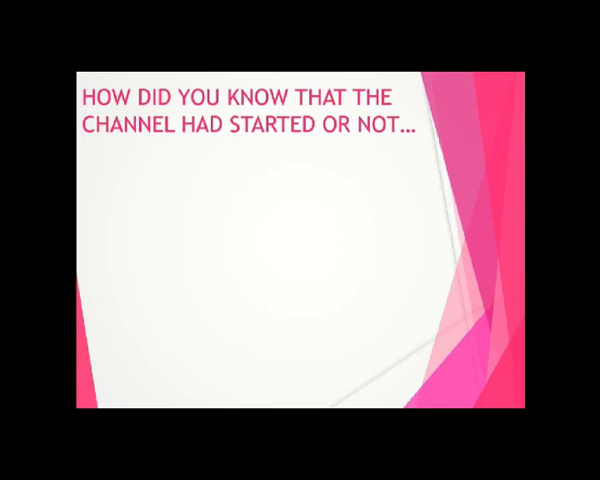 HOW DID YOU KNOW THAT THE
CHANNEL HAD STARTED OR NOT...